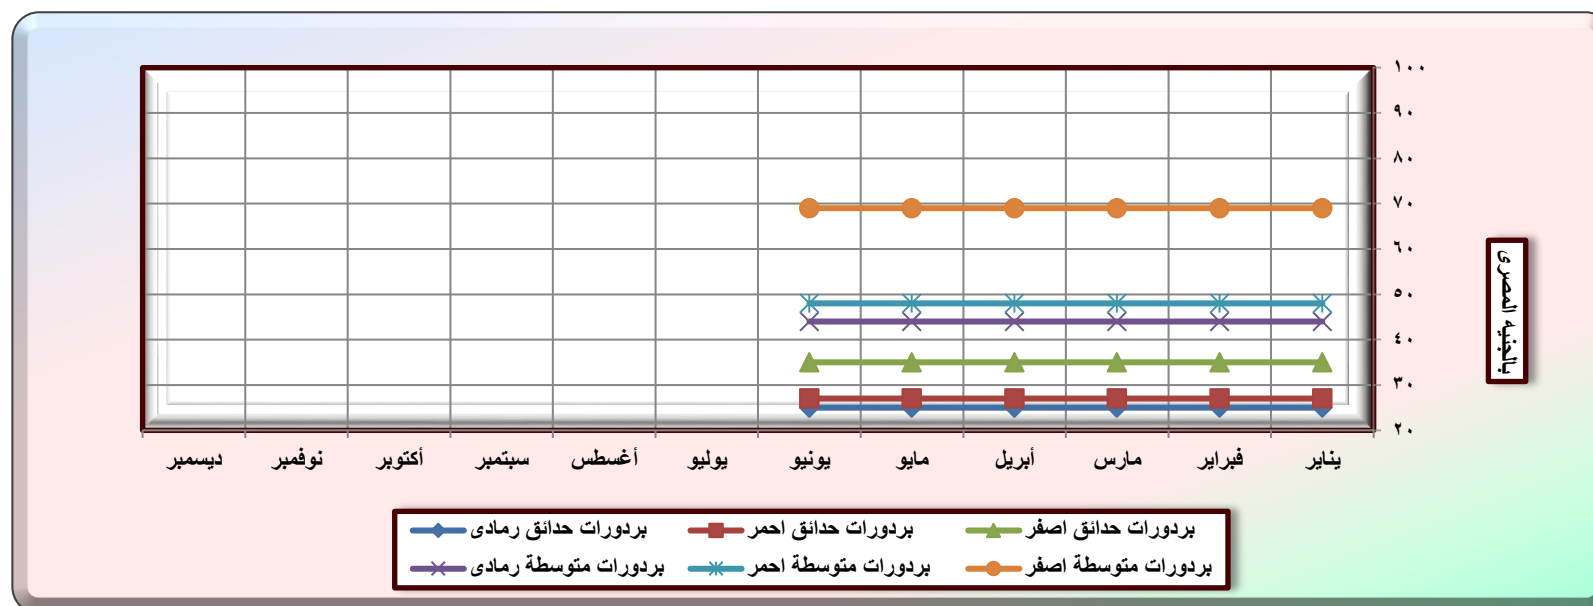 ١٠٠
٩٠
٨٠
٧٠
٦٠
٥٠
٤٠
٣٠
٢٠
بالجنيه المصرى
يناير فبراير مارس أبريل مايو يونيو يوليو أغسطس سبتمبر أكتوبر نوفمبر ديسمبر
بردورات حدائق اصفر بردورات حدائق احمر بردورات حدائق رمادى
بردورات متوسطة اصفر بردورات متوسطة احمر بردورات متوسطة رمادى